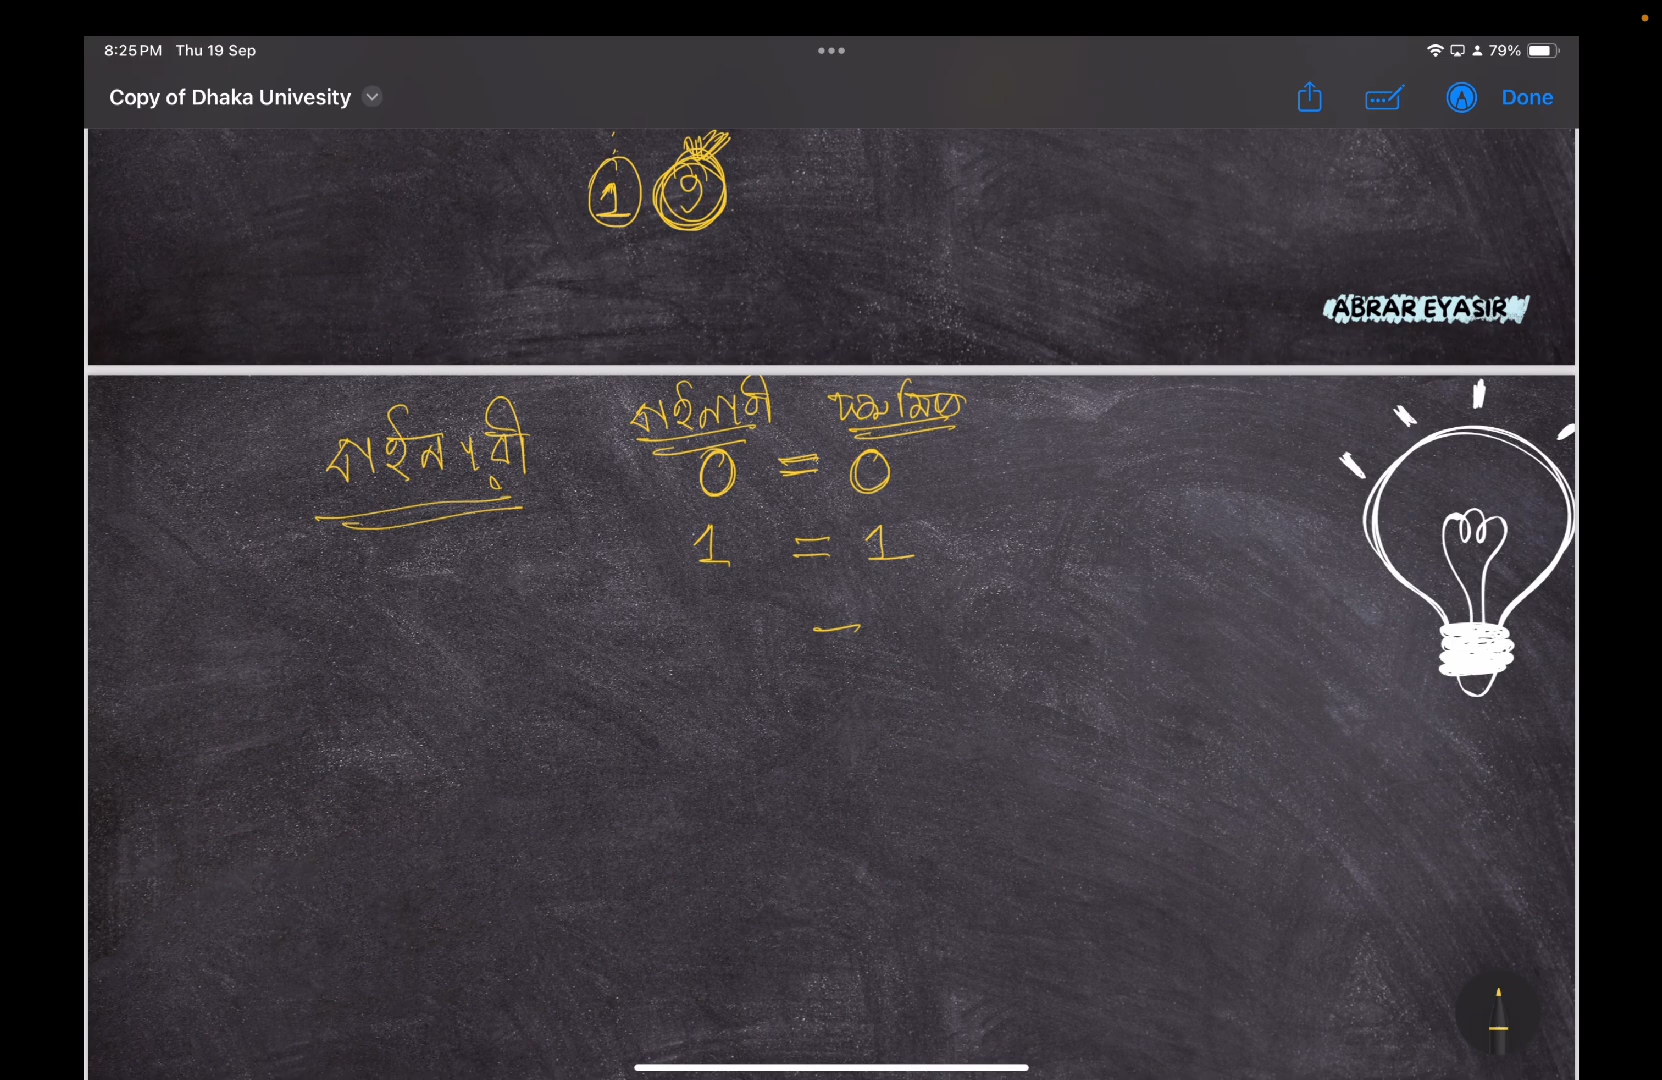 8:25 PM Thu 19 Sep
79%
Copy of Dhaka Univesity
Done
1 9
ABRAR EYASIR
বাইনারী
বাইনারী দশমিক
0 = 0
1 = 1